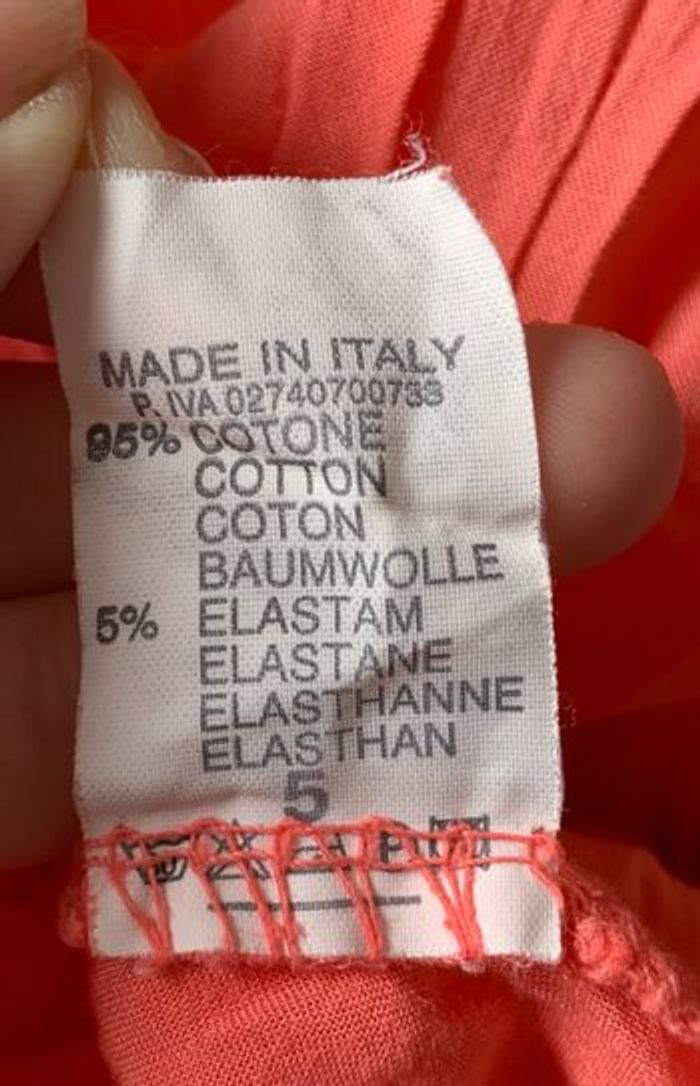 MADE IN ITALY
P. IVA 02740700733
95% COTONE
COTTON
COTON
BAUMWOLLE
5% ELASTAM
ELASTANE
ELASTHANNE
ELASTHAN
5